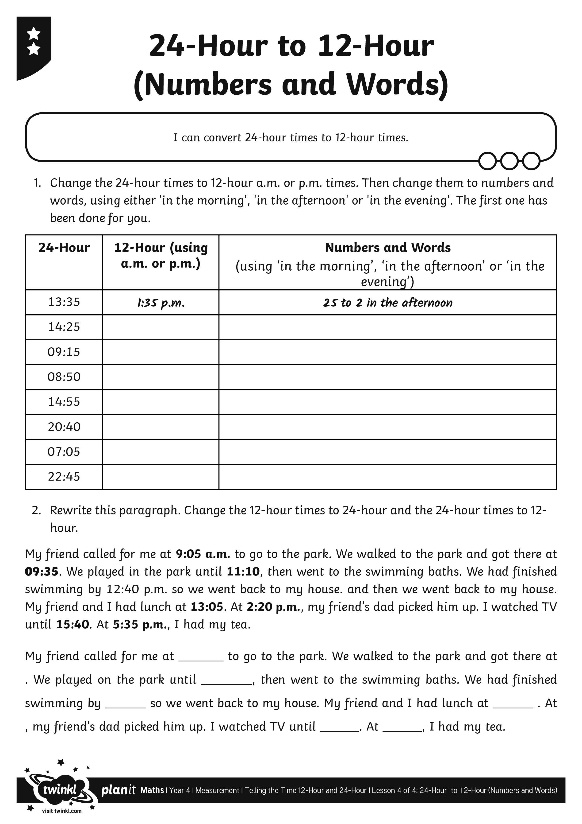 24-Hour to 12-Hour
(Numbers and Words)
I can convert 24-hour times to 12-hour times.
1. Change the 24-hour times to 12-hour a.m. or p.m. times. Then change them to numbers and
words, using either 'in the morning', 'in the afternoon' or 'in the evening'. The first one has
been done for you.
24-Hour 12-Hour (using Numbers and Words
a.m. or p.m.) (using 'in the morning', 'in the afternoon' or 'in the
evening')
13:35 1:35 p.m. 25 to 2 in the afternoon
14:25
09:15
08:50
14:55
20:40
07:05
22:45
2. Rewrite this paragraph. Change the 12-hour times to 24-hour and the 24-hour times to 12-
hour.
My friend called for me at 9:05 a.m. to go to the park. We walked to the park and got there at
09:35. We played in the park until 11:10, then went to the swimming baths. We had finished
swimming by 12:40 p.m. so we went back to my house. and then we went back to my house.
My friend and I had lunch at 13:05. At 2:20 p.m., my friend's dad picked him up. I watched TV
until 15:40. At 5:35 p.m., I had my tea.
My friend called for me at _______ to go to the park. We walked to the park and got there at
. We played on the park until ________, then went to the swimming baths. We had finished
swimming by ______ so we went back to my house. My friend and I had lunch at ______ . At
, my friend's dad picked him up. I watched TV until ______. At ______, I had my tea.
twinkl planit Maths | Year 4 | Measurement | Telling the Time 12-Hour and 24-Hour | Lesson 4 of 4: 24-Hour to 12-Hour (Numbers and Words)
visit twinkl.com